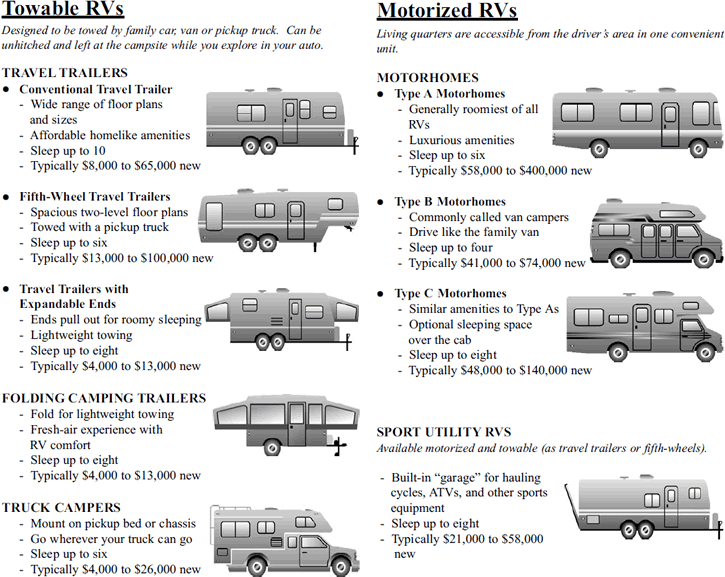 Towable RVs
Designed to be towed by family car, van or pickup truck.  Can be
unhitched and left at the campsite while you explore in your auto.
TRAVEL TRAILERS
● Conventional Travel Trailer
- Wide range of floor plans
and sizes
- Affordable homelike amenities
- Sleep up to 10
- Typically $8,000 to $65,000 new
● Fifth-Wheel Travel Trailers
- Spacious two-level floor plans
- Towed with a pickup truck
- Sleep up to six
- Typically $13,000 to $100,000 new
● Travel Trailers with
Expandable Ends
- Ends pull out for roomy sleeping
- Lightweight towing
- Sleep up to eight
- Typically $4,000 to $13,000 new
FOLDING CAMPING TRAILERS
- Fold for lightweight towing
- Fresh-air experience with
RV comfort
- Sleep up to eight
- Typically $4,000 to $13,000 new
TRUCK CAMPERS
- Mount on pickup bed or chassis
- Go wherever your truck can go
- Sleep up to six
- Typically $4,000 to $26,000 new
Motorized RVs
Living quarters are accessible from the driver's area in one convenient
unit.
MOTORHOMES
● Type A Motorhomes
- Generally roomiest of all
RVs
- Luxurious amenities
- Sleep up to six
- Typically $58,000 to $400,000 new
● Type B Motorhomes
- Commonly called van campers
- Drive like the family van
- Sleep up to four
- Typically $41,000 to $74,000 new
● Type C Motorhomes
- Similar amenities to Type As
- Optional sleeping space
over the cab
- Sleep up to eight
- Typically $48,000 to $140,000 new
SPORT UTILITY RVS
Available motorized and towable (as travel trailers or fifth-wheels).
- Built-in “garage” for hauling
cycles, ATVs, and other sports
equipment
- Sleep up to eight
- Typically $21,000 to $58,000
new